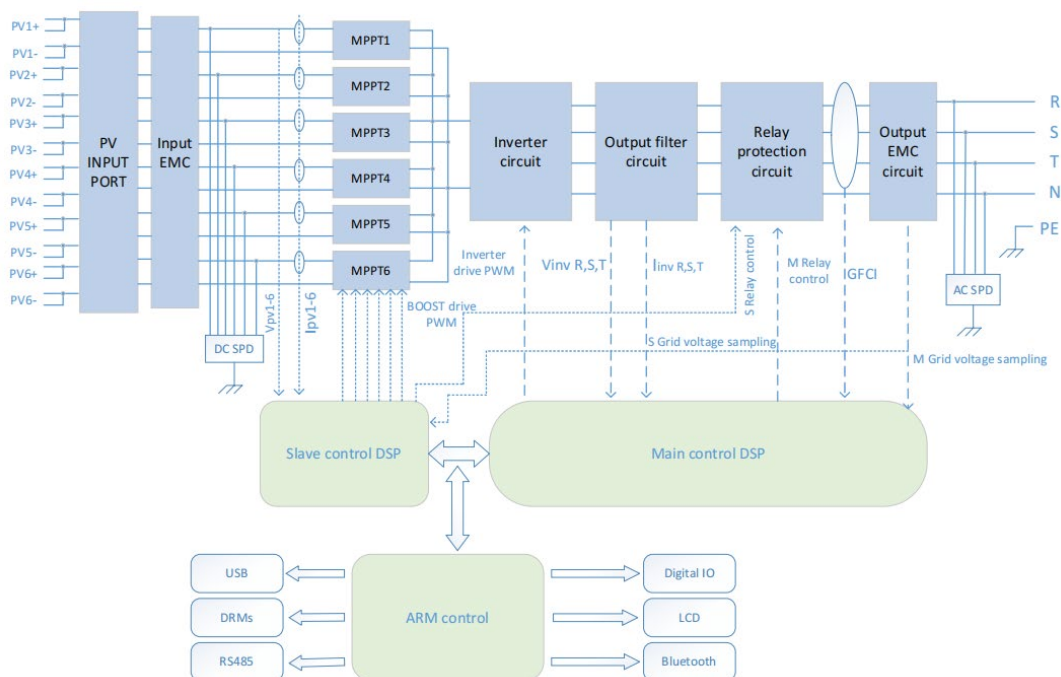 PV1+
PV1-
PV2+
PV2-
PV3+
PV3-
PV4+
PV4-
PV5+
PV5-
PV6+
PV6-
PV
INPUT
PORT
Input
EMC
MPPT1
MPPT2
MPPT3
MPPT4
MPPT5
MPPT6
Inverter
circuit
Output filter
circuit
Relay
protection
circuit
Output
EMC
circuit
R
S
T
N
PE
DC SPD
AC SPD
Vpv1-6
Ipv1-6
BOOST drive
PWM
Inverter
drive PWM
Vinv R,S,T
Iinv R,S,T
S Relay control
M Relay
control
IGFCI
S Grid voltage sampling
M Grid voltage sampling
Slave control DSP
Main control DSP
ARM control
USB
DRMs
RS485
Digital IO
LCD
Bluetooth